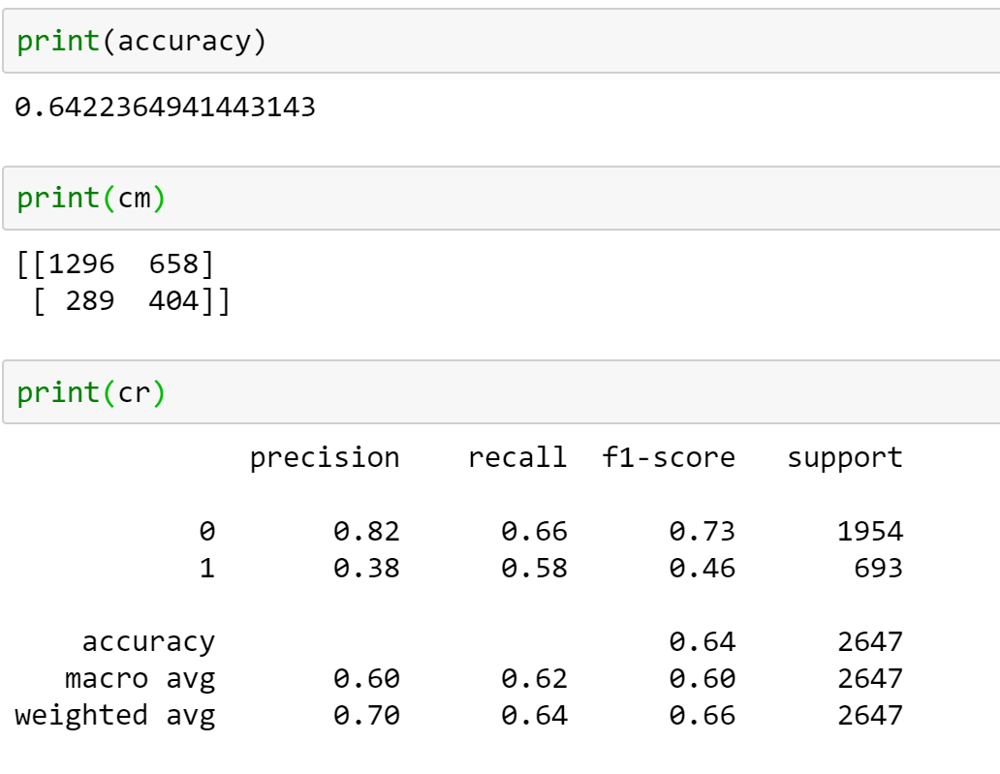 print(accuracy)
0.6422364941443143
print(cm)
[[1296  658]
 [ 289  404]]
print(cr)
              precision    recall  f1-score   support
           0       0.82      0.66      0.73      1954
           1       0.38      0.58      0.46       693
    accuracy                           0.64      2647
   macro avg       0.60      0.62      0.60      2647
weighted avg       0.70      0.64      0.66      2647